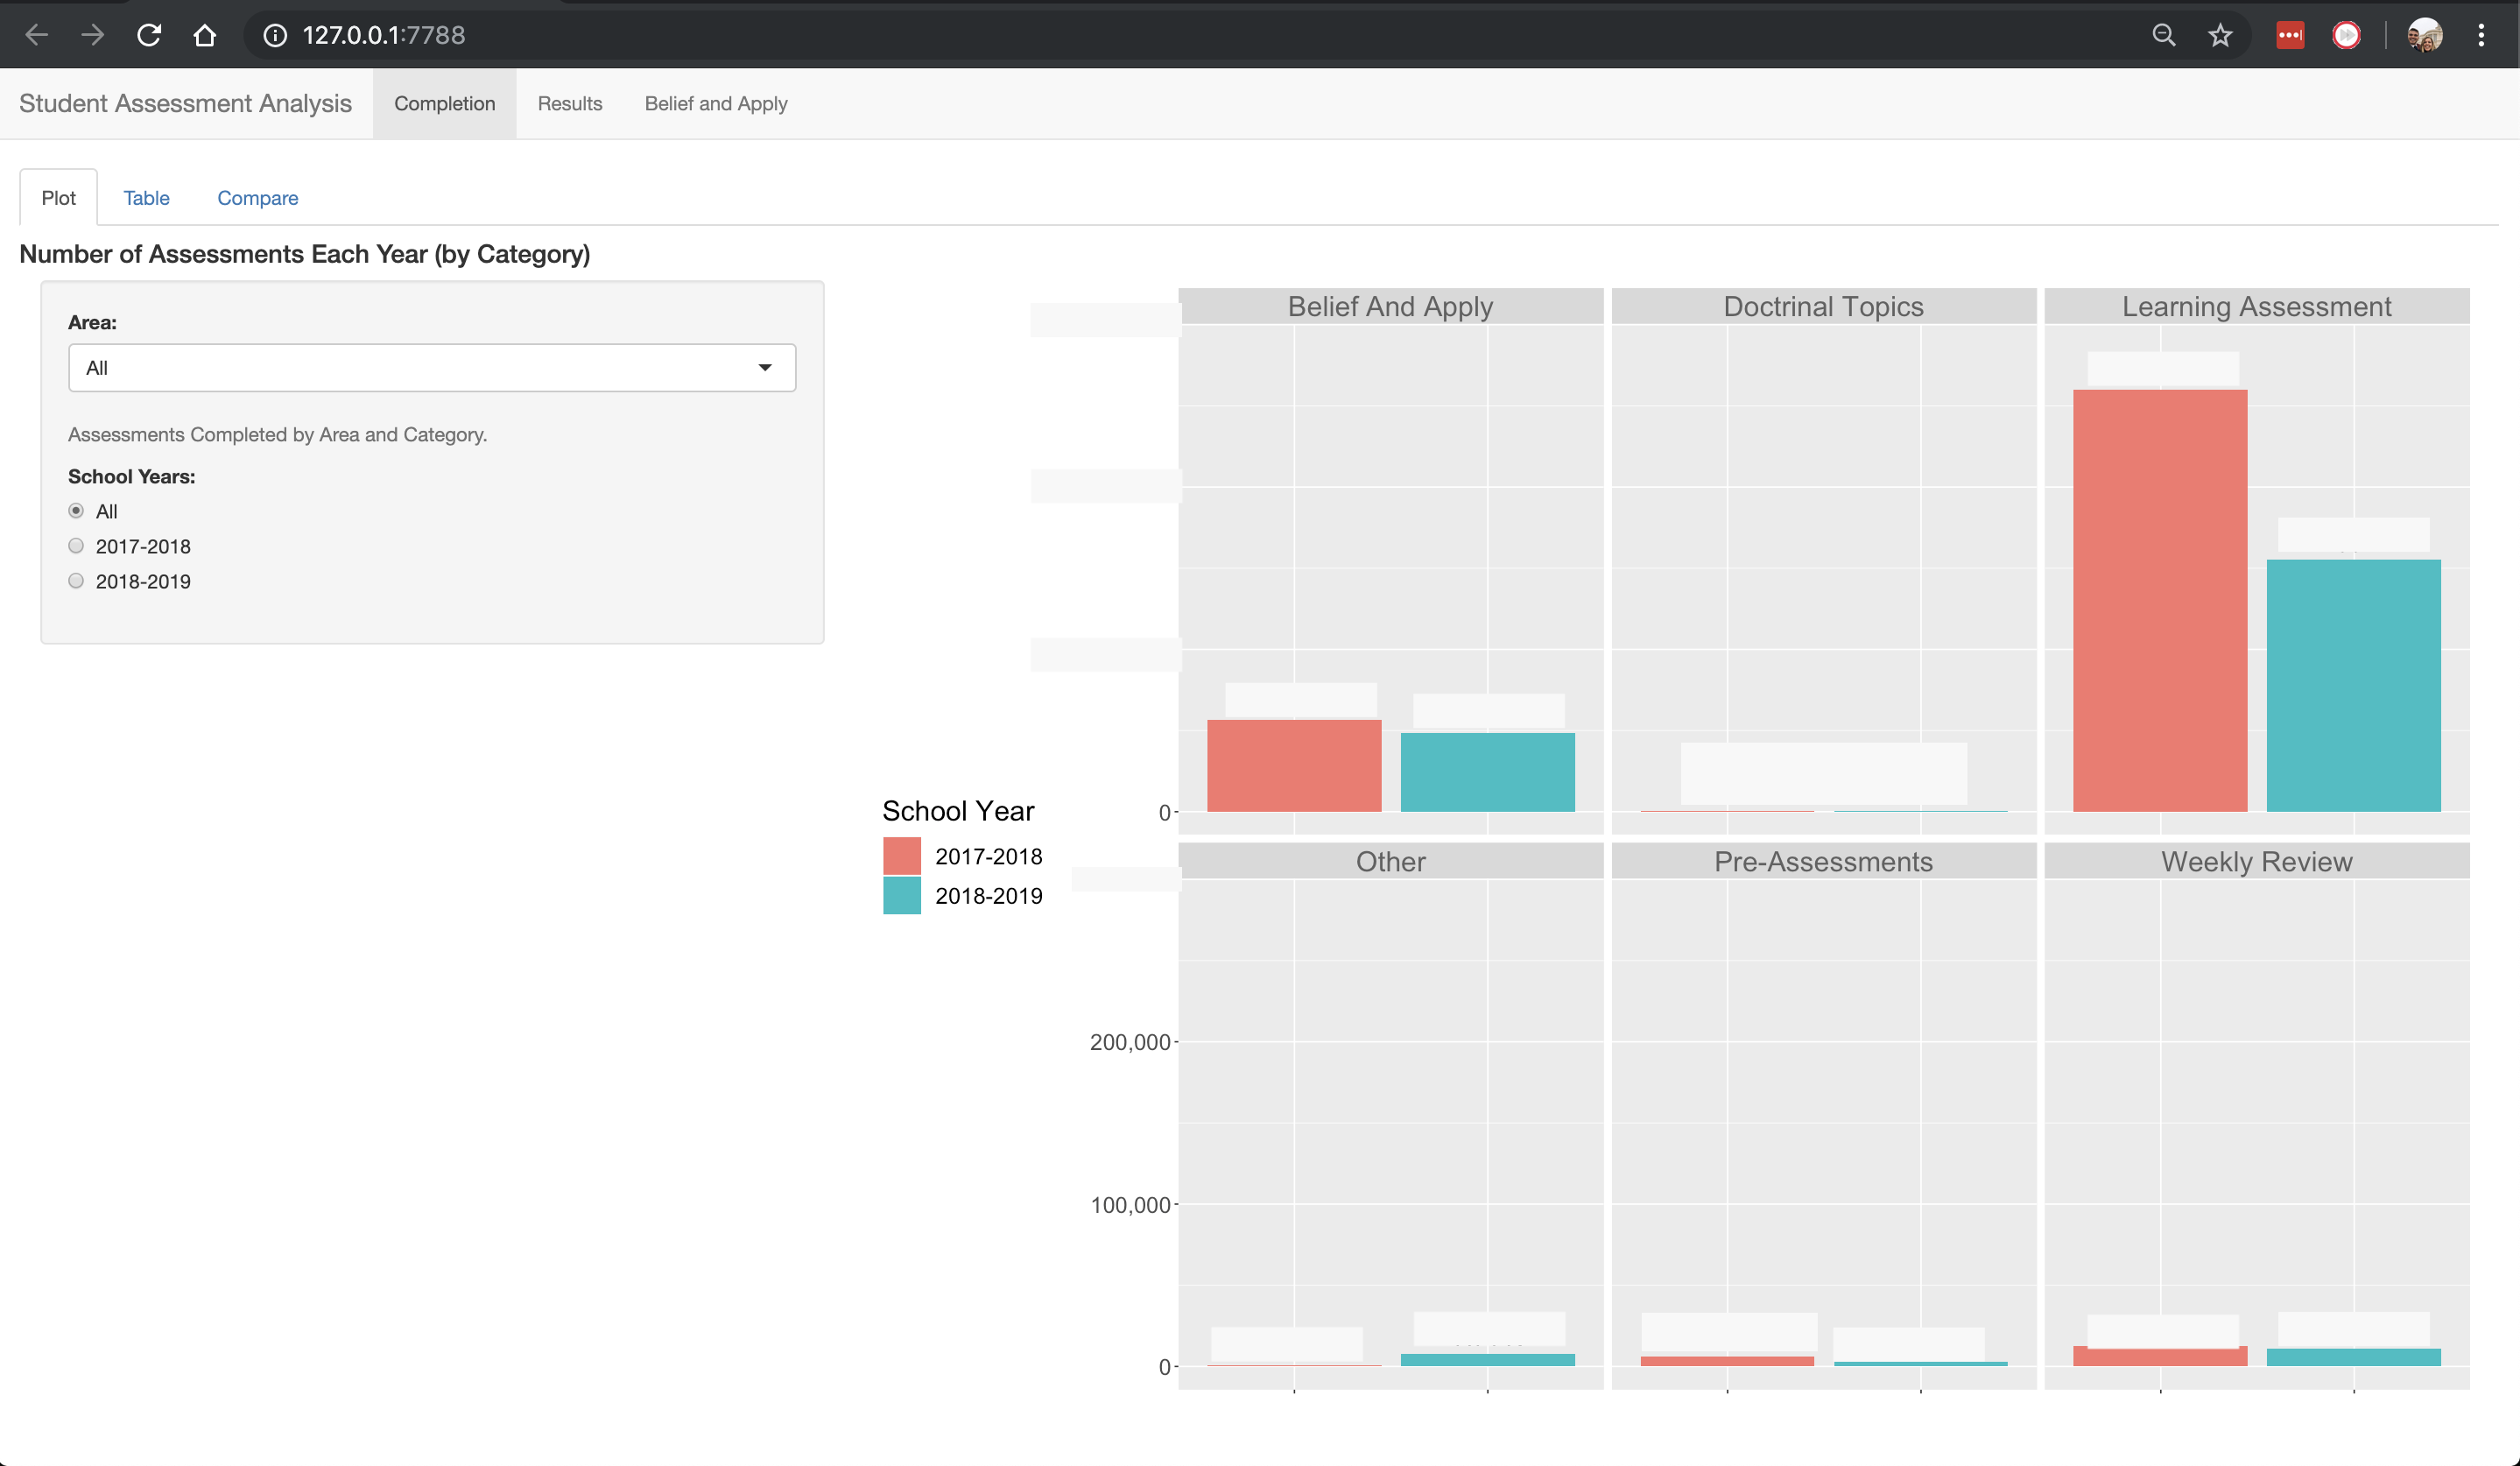 127.0.0.1:7788
Student Assessment Analysis
Completion
Results
Belief and Apply
Plot
Table
Compare
Number of Assessments Each Year (by Category)
Area:
All
Assessments Completed by Area and Category.
School Years:
All
2017-2018
2018-2019
School Year
2017-2018
2018-2019
Belief And Apply
Doctrinal Topics
Learning Assessment
0
Other
Pre-Assessments
Weekly Review
200,000
100,000
0